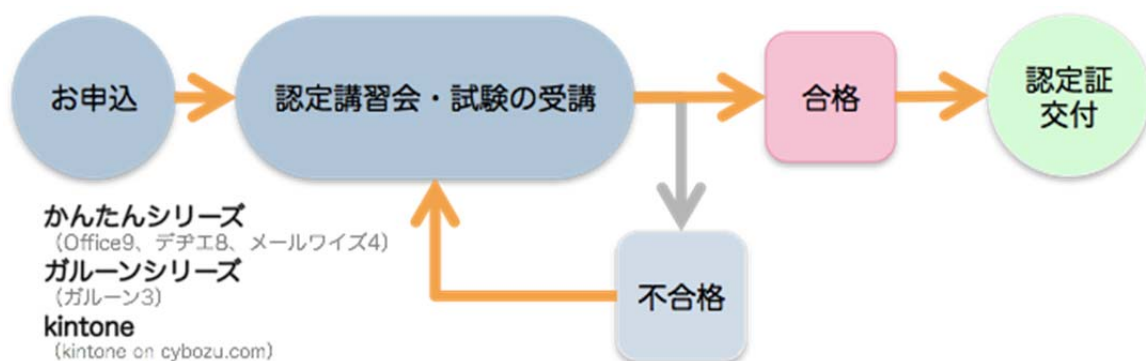 お申込
認定講習会・試験の受講
合格
認定証
交付
不合格
かんたんシリーズ
（Office9、デヂエ8、メールワイズ4）
ガルーンシリーズ
（ガルーン3）
kintone
（kintone on cybozu.com）